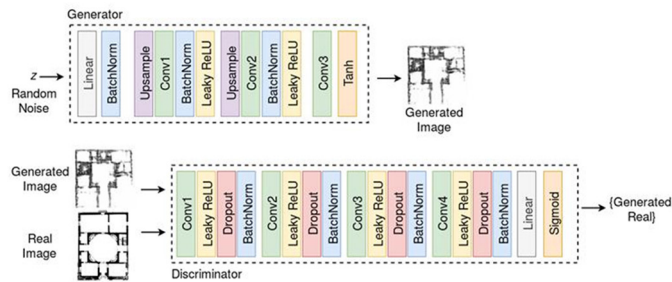 Generator
z
Random
Noise
Linear
BatchNorm
Upsample
Conv1
BatchNorm
Leaky ReLU
Upsample
Conv2
BatchNorm
Leaky ReLU
Conv3
Tanh
Generated
Image
Generated
Image
Real
Image
Conv1
Leaky ReLU
Dropout
BatchNorm
Conv2
Leaky ReLU
Dropout
BatchNorm
Conv3
Leaky ReLU
Dropout
BatchNorm
Conv4
Leaky ReLU
Dropout
BatchNorm
Linear
Sigmoid
{Generated
Real}
Discriminator